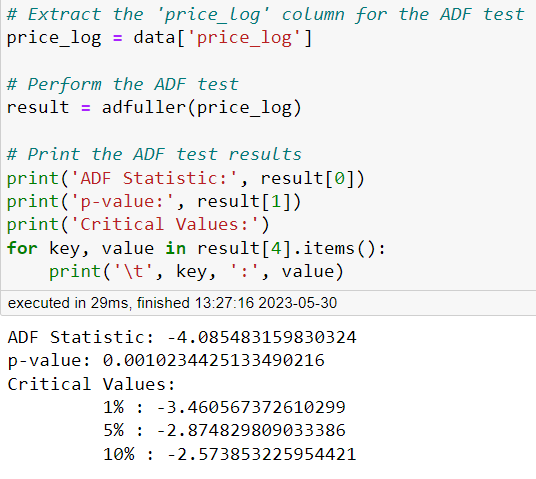 # Extract the 'price_log' column for the ADF test
price_log = data['price_log']
# Perform the ADF test
result = adfuller(price_log)
# Print the ADF test results
print('ADF Statistic:', result[0])
print('p-value:', result[1])
print('Critical Values:')
for key, value in result[4].items():
    print('\t', key, ':', value)
executed in 29ms, finished 13:27:16 2023-05-30
ADF Statistic: -4.085483159830324
p-value: 0.0010234425133490216
Critical Values:
	1% : -3.460567372610299
	5% : -2.874829809033386
	10% : -2.573853225954421